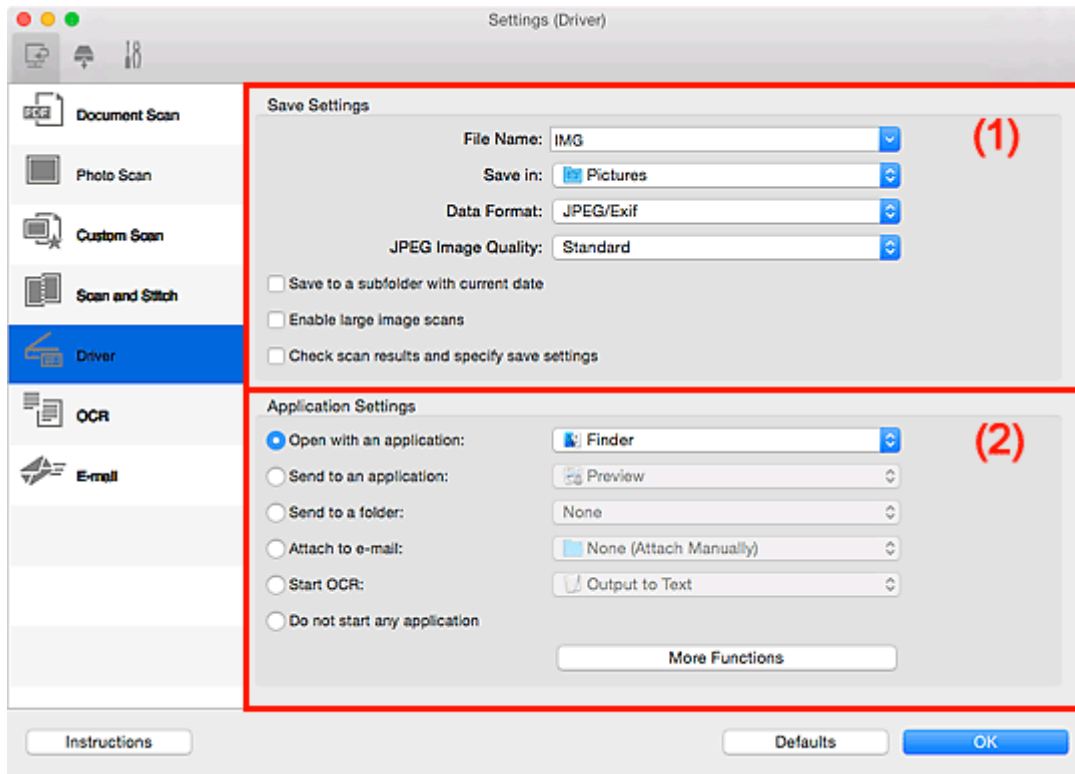 Settings (Driver)
Document Scan
Photo Scan
Custom Scan
Scan and Stitch
Driver
OCR
E-mail
Save Settings
(1)
File Name: IMG
Save in: Pictures
Data Format: JPEG/Exif
JPEG Image Quality: Standard
Save to a subfolder with current date
Enable large image scans
Check scan results and specify save settings
Application Settings
(2)
Open with an application: Finder
Send to an application: Preview
Send to a folder: None
Attach to e-mail: None (Attach Manually)
Start OCR: Output to Text
Do not start any application
More Functions
Instructions
Defaults
OK